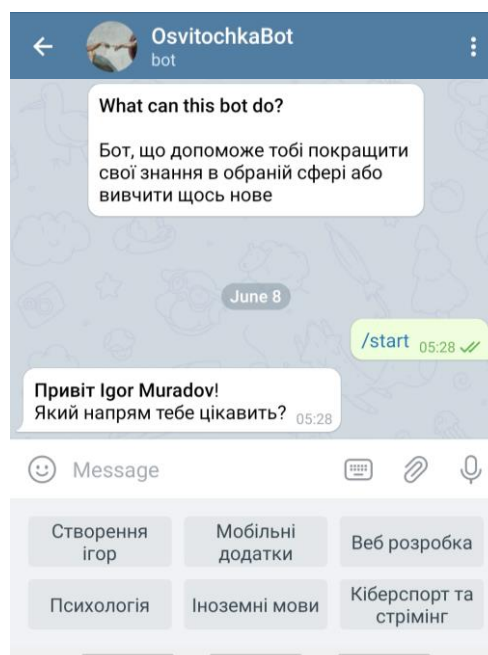 OsvitochkaBot
bot
What can this bot do?
Бот, що допоможе тобі покращити
свої знання в обраній сфері або
вивчити щось нове
June 8
/start 05:28
Привіт Igor Muradov!
Який напрям тебе цікавить? 05:28
Message
Створення
ігор
Мобільні
додатки
Веб розробка
Психологія
Іноземні мови
Кіберспорт та
стрімінг